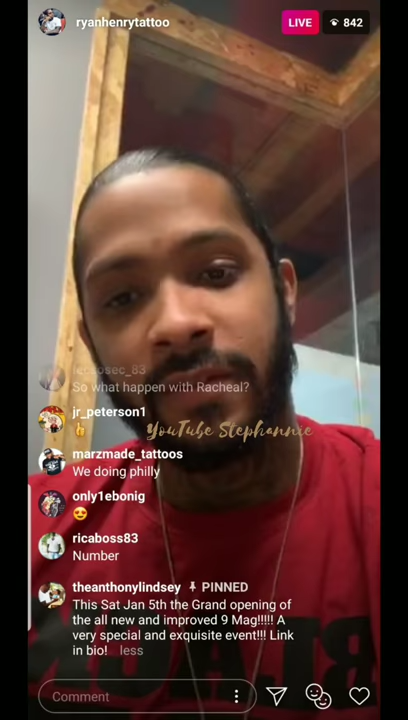 ryanhenrytattoo
LIVE
842
So what happen with Racheal?
jr_peterson1
YouTube Stephannie
marzmade_tattoos
We doing philly
only1ebonig
ricaboss83
Number
theanthonylindsey PINNED
This Sat Jan 5th the Grand opening of
the all new and improved 9 Mag!!!!! A
very special and exquisite event!!! Link
in bio! less
Comment